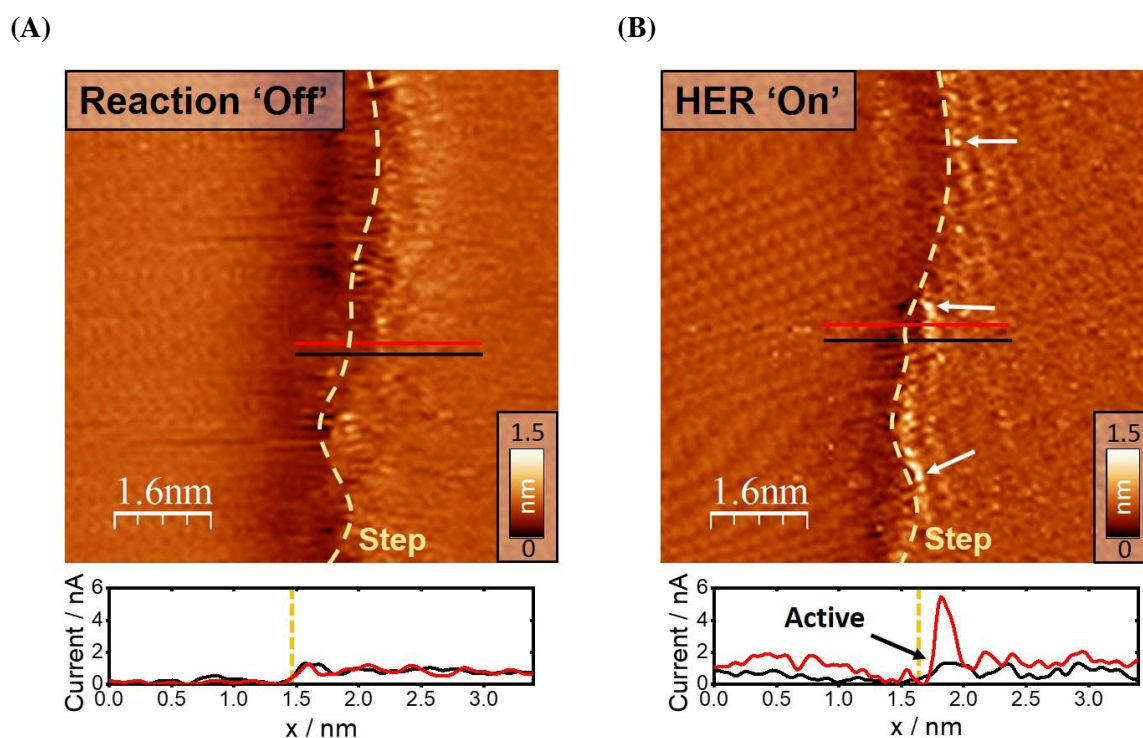 (A)
Reaction 'Off'
1.6nm
Step
1.5
nm
0
Current / nA
6
4
2
0
0.0 0.5 1.0 1.5 2.0 2.5 3.0
x / nm
(B)
HER 'On'
1.6nm
Step
1.5
nm
0
Current / nA
6
4
2
0
Active
0.0 0.5 1.0 1.5 2.0 2.5 3.0
x / nm